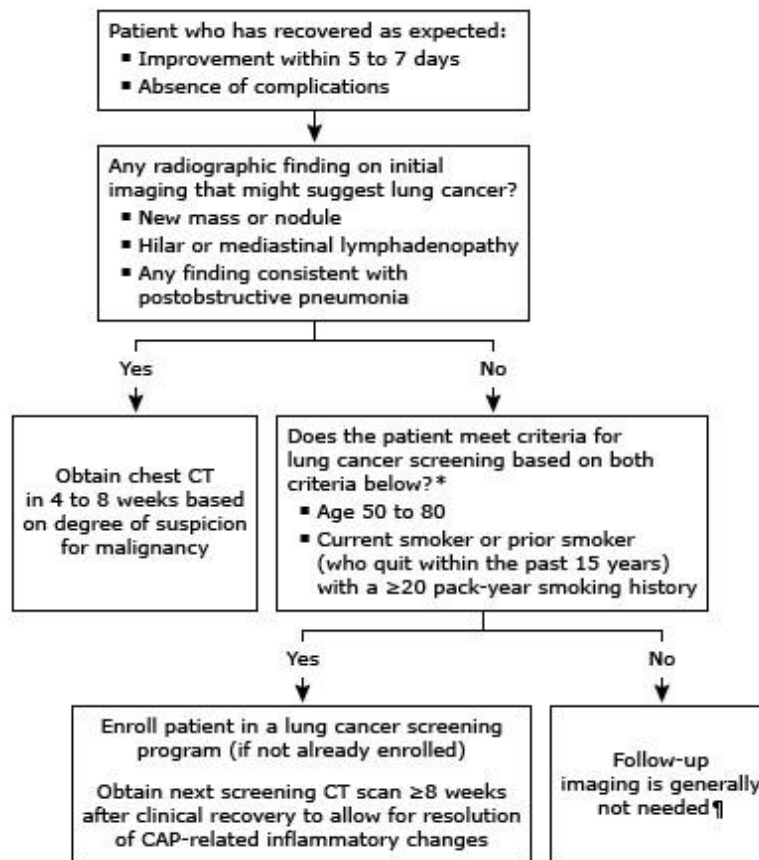 Patient who has recovered as expected:
▪ Improvement within 5 to 7 days
▪ Absence of complications
Any radiographic finding on initial
imaging that might suggest lung cancer?
▪ New mass or nodule
▪ Hilar or mediastinal lymphadenopathy
▪ Any finding consistent with
postobstructive pneumonia
Yes
No
Obtain chest CT
in 4 to 8 weeks based
on degree of suspicion
for malignancy
Does the patient meet criteria for
lung cancer screening based on both
criteria below?*
▪ Age 50 to 80
▪ Current smoker or prior smoker
(who quit within the past 15 years)
with a ≥20 pack-year smoking history
Yes
No
Enroll patient in a lung cancer screening
program (if not already enrolled)
Obtain next screening CT scan ≥8 weeks
after clinical recovery to allow for resolution
of CAP-related inflammatory changes
Follow-up
imaging is generally
not needed¶